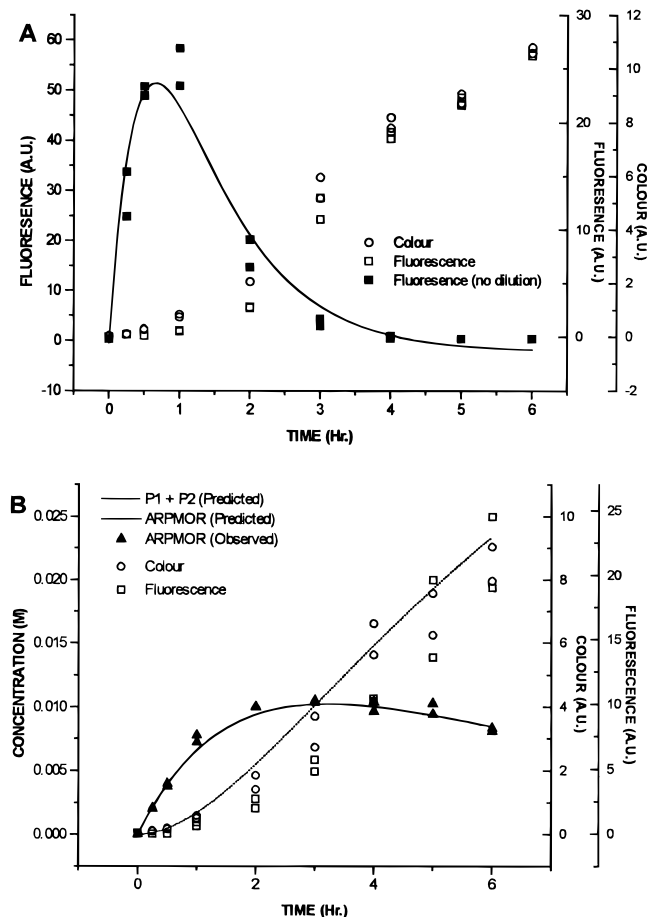 A
FLUORESENCE (A.U.)
60
50
40
30
20
10
0
-10
0 1 2 3 4 5 6
TIME (Hr.)
Colour
Fluorescence
Fluoresence (no dilution)
30
20
10
0
FLUORESENCE (A.U.)
12
10
8
6
4
2
0
-2
COLOUR (A.U.)
B
P1 + P2 (Predicted)
ARPMOR (Predicted)
ARPMOR (Observed)
Colour
Fluorescence
CONCENTRATION (M)
0.025
0.020
0.015
0.010
0.005
0.000
0 2 4 6
TIME (Hr.)
10
8
6
4
2
0
COLOUR (A.U.)
25
20
15
10
5
0
FLUORESECENCE (A.U.)